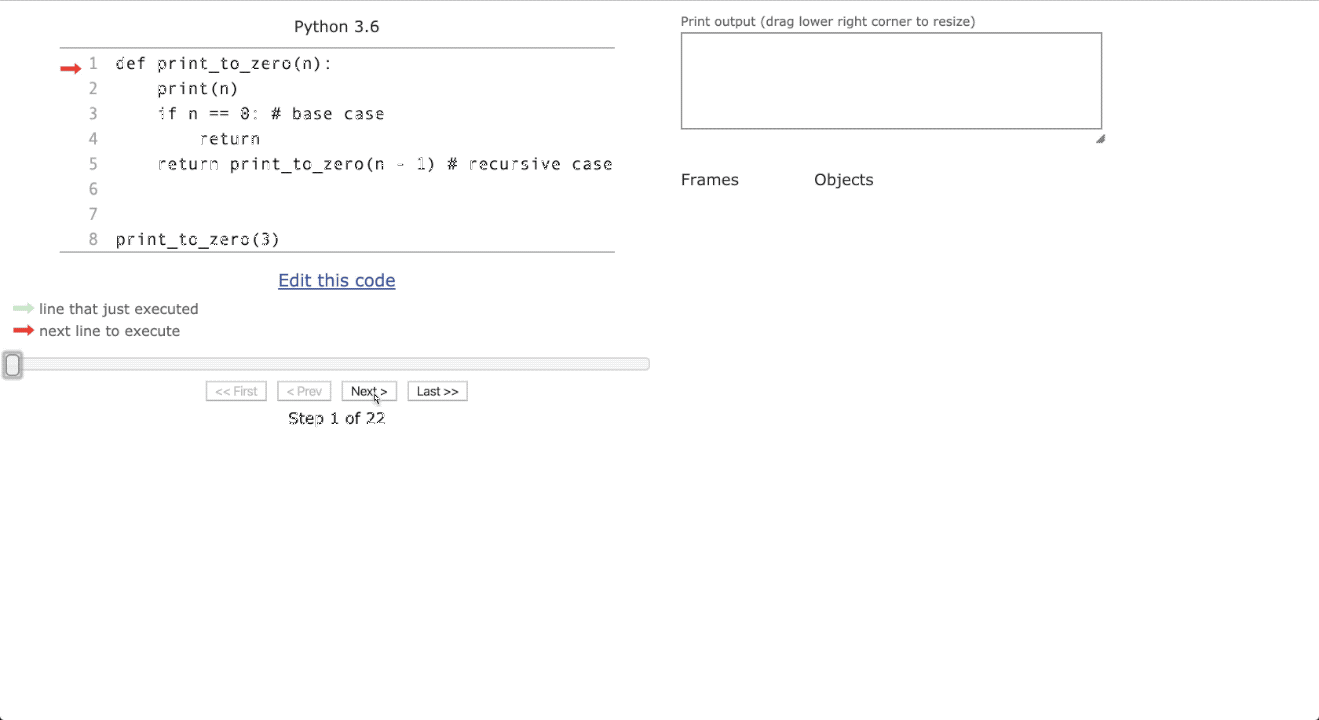 Python 3.6
1 def print_to_zero(n):
2     print(n)
3     if n == 0: # base case
4         return
5     return print_to_zero(n - 1) # recursive case
6
7
8 print_to_zero(3)
Edit this code
line that just executed
next line to execute
<< First < Prev Next > Last >>
Step 1 of 22
Print output (drag lower right corner to resize)
Frames Objects